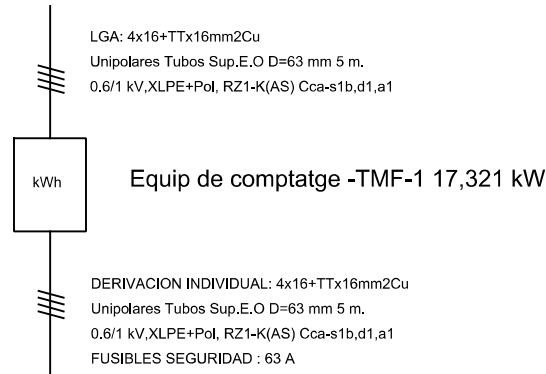 LGA: 4x16+TTx16mm2Cu
Unipolares Tubos Sup.E.O D=63 mm 5 m.
0.6/1 kV,XLPE+Pol, RZ1-K(AS) Cca-s1b,d1,a1
kWh
Equip de comptatge -TMF-1 17,321 kW
DERIVACION INDIVIDUAL: 4x16+TTx16mm2Cu
Unipolares Tubos Sup.E.O D=63 mm 5 m.
0.6/1 kV,XLPE+Pol, RZ1-K(AS) Cca-s1b,d1,a1
FUSIBLES SEGURIDAD : 63 A